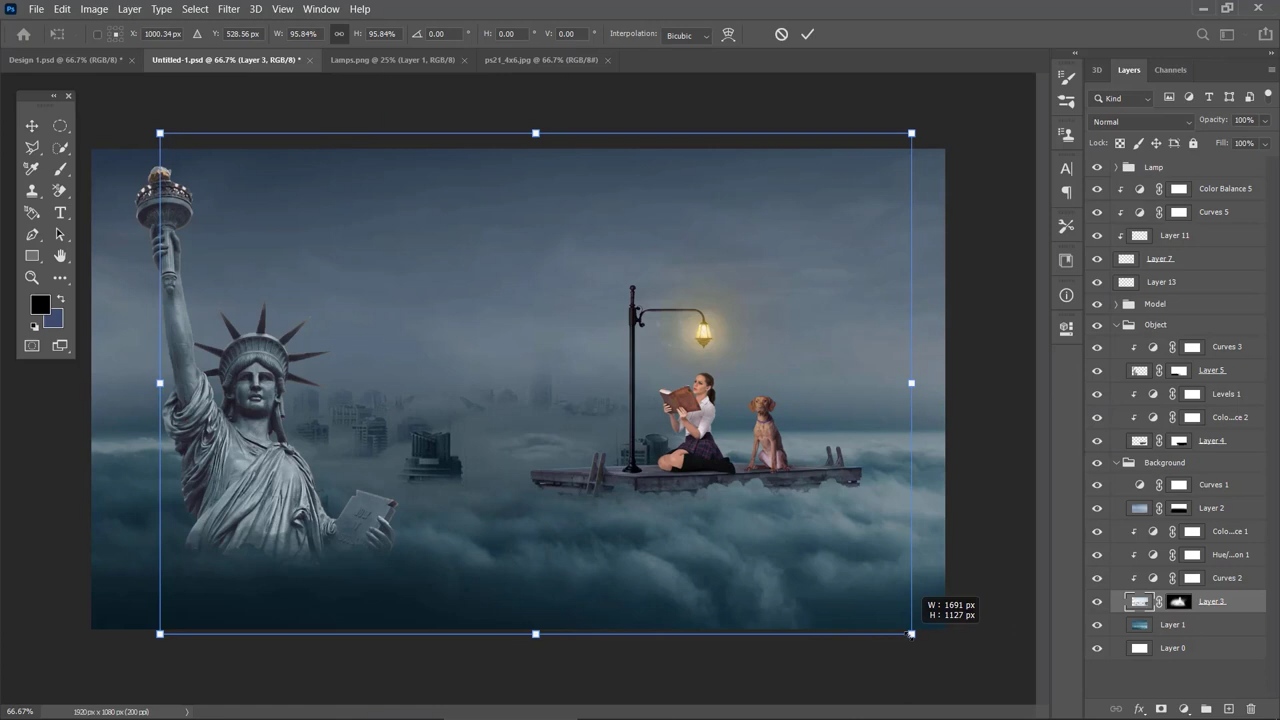 Ps File Edit Image Layer Type Select Filter 3D View Window Help
X: 1000.34 px Y: 528.56 px W: 95.84% H: 95.84% 0.00 ° H: 0.00 ° V: 0.00 ° Interpolation: Bicubic
Design 1.psd @ 66.7% (RGB/8) * × Untitled-1.psd @ 66.7% (Layer 3, RGB/8) * × Lamps.png @ 25% (Layer 1, RGB/8) × ps21_4x6.jpg @ 66.7% (RGB/8#) ×
3D Layers Channels
Kind
Normal Opacity: 100%
Lock: Fill: 100%
Lamp
Color Balance 5
Curves 5
Layer 11
Layer 7
Layer 13
Model
Object
Curves 3
Layer 5
Levels 1
Colo...ce 2
Layer 4
Background
Curves 1
Layer 2
Colo...ce 1
Hue/...on 1
Curves 2
Layer 3
Layer 1
Layer 0
W: 1691 px
H: 1127 px
66.67% 1920 px x 1080 px (200 ppi)